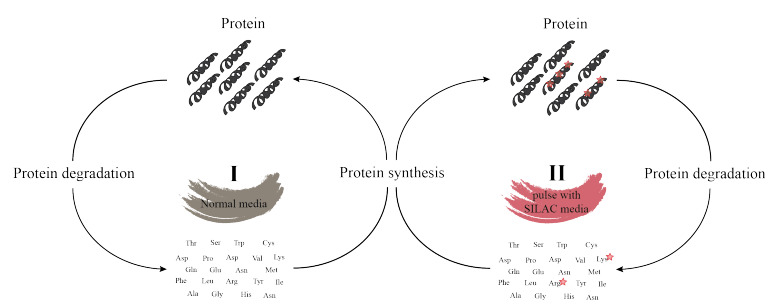 Protein
Protein
Protein degradation
I
Protein synthesis
II
Protein degradation
Normal media
pulse with
SILAC media
Thr Ser Trp Cys
Asp Pro Asp Val Lys
Gln Glu Asn Met
Phe Leu Arg Tyr Ile
Ala Gly His Asn
Thr Ser Trp Cys
Asp Pro Asp Val Lys
Gln Glu Asn Met
Phe Leu Arg Tyr Ile
Ala Gly His Asn